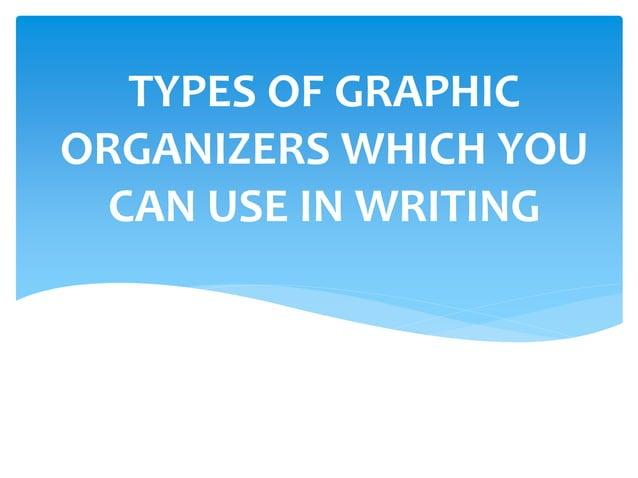 TYPES OF GRAPHIC
ORGANIZERS WHICH YOU
CAN USE IN WRITING